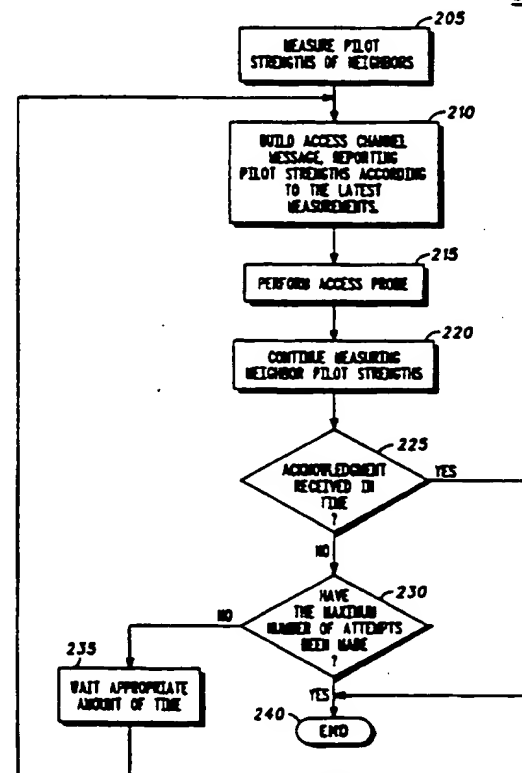 205
MEASURE PILOT
STRENGTHS OF NEIGHBORS
210
BUILD ACCESS CHANNEL
MESSAGE, REPORTING
PILOT STRENGTHS ACCORDING
TO THE LATEST
MEASUREMENTS.
215
PERFORM ACCESS PROBE
220
CONTINUE MEASURING
NEIGHBOR PILOT STRENGTHS
225
ACKNOWLEDGMENT
RECEIVED IN
TIME
?
YES
NO
230
HAVE
THE MAXIMUM
NUMBER OF ATTEMPTS
BEEN MADE
?
NO
235
WAIT APPROPRIATE
AMOUNT OF TIME
YES
240
END